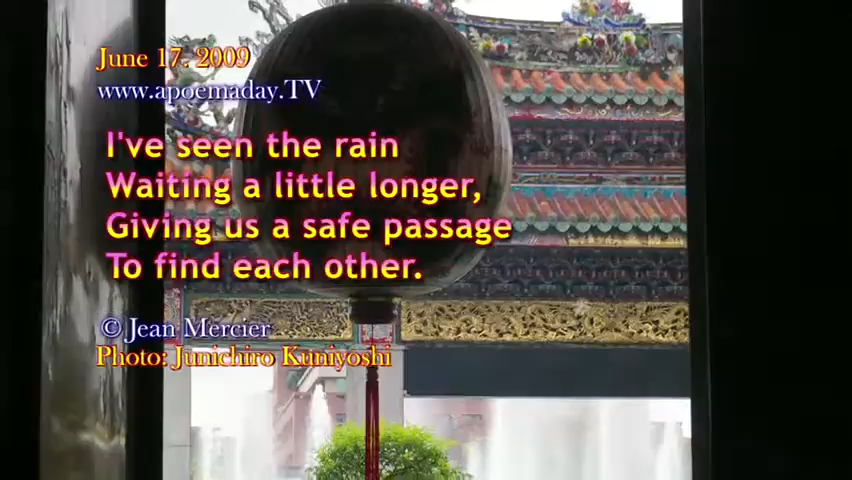 June 17. 2009
www.apoemaday.TV
I've seen the rain
Waiting a little longer,
Giving us a safe passage
To find each other.
© Jean Mercier
Photo: Junichiro Kuniyoshi